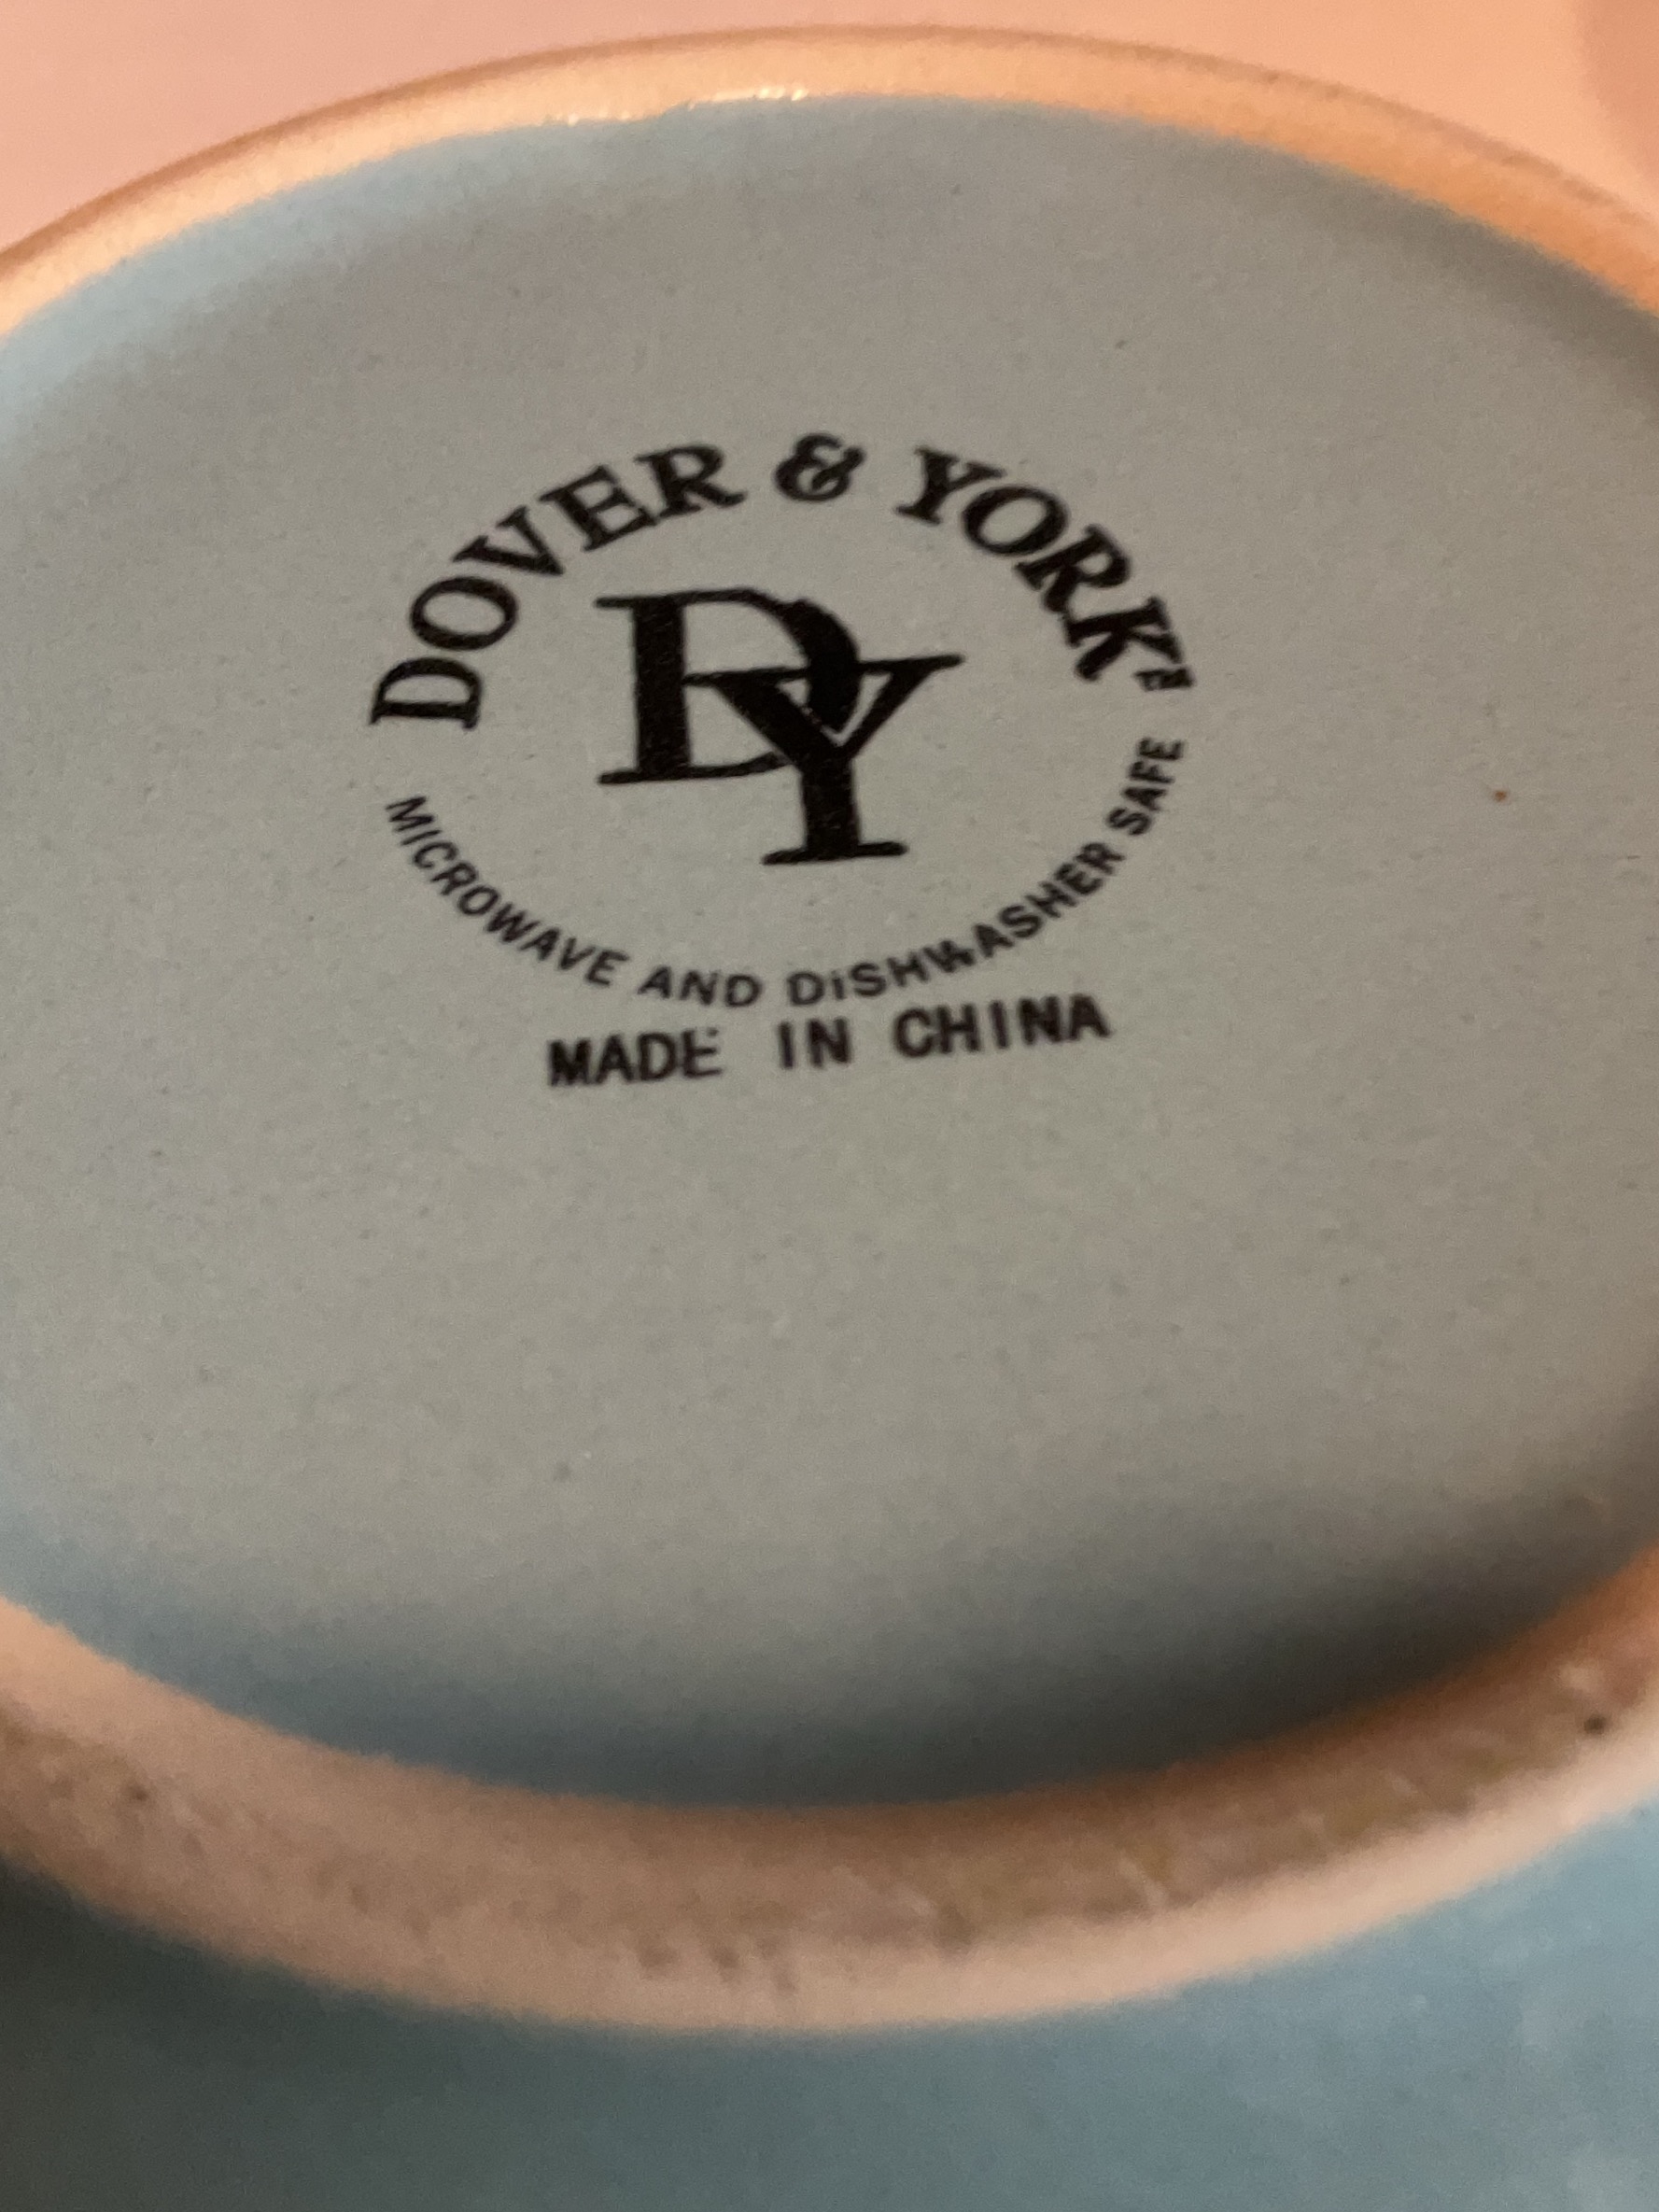 DOVER & YORK
DY
MICROWAVE AND DiSHWASHER SAFE
MADE IN CHINA